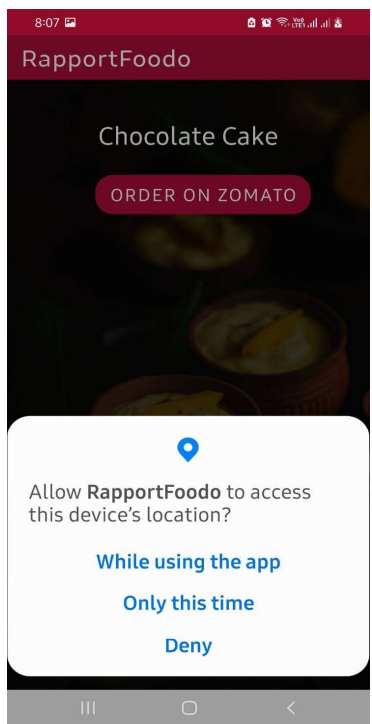 8:07
RapportFoodo
Chocolate Cake
ORDER ON ZOMATO
Allow RapportFoodo to access
this device's location?
While using the app
Only this time
Deny